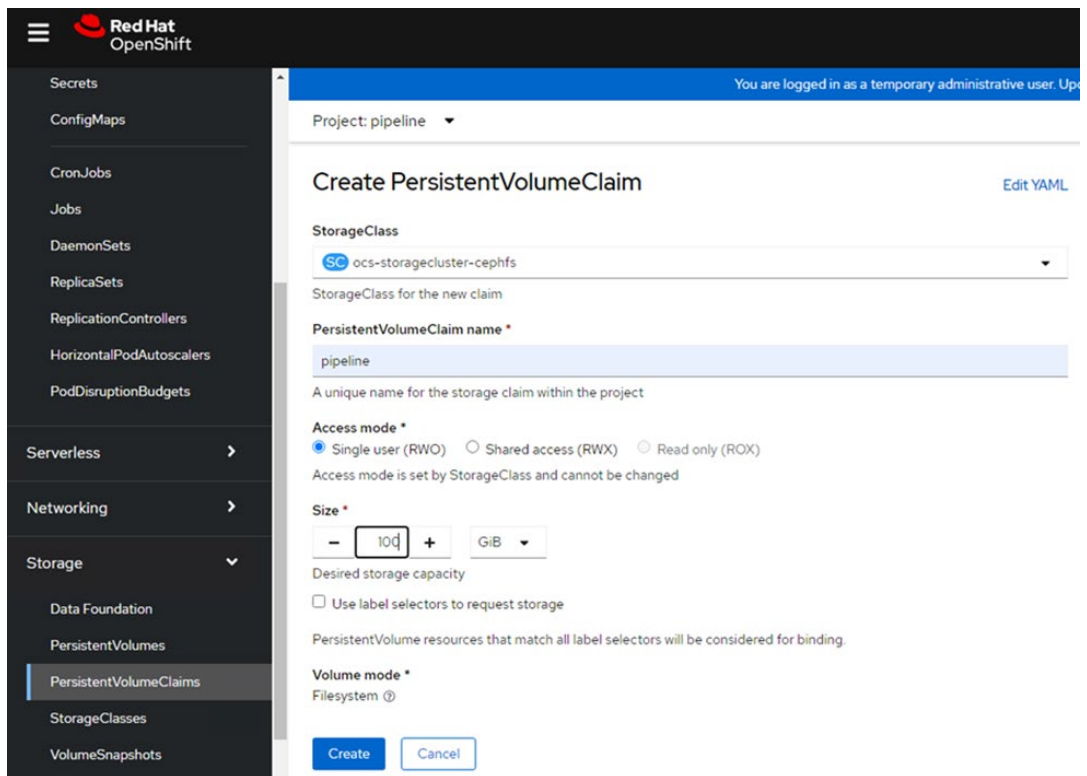 Red Hat
OpenShift
You are logged in as a temporary administrative user. Upd
Secrets
ConfigMaps
CronJobs
Jobs
DaemonSets
ReplicaSets
ReplicationControllers
HorizontalPodAutoscalers
PodDisruptionBudgets
Serverless
Networking
Storage
Data Foundation
PersistentVolumes
PersistentVolumeClaims
StorageClasses
VolumeSnapshots
Project: pipeline
Create PersistentVolumeClaim
Edit YAML
StorageClass
SC ocs-storagecluster-cephfs
StorageClass for the new claim
PersistentVolumeClaim name *
pipeline
A unique name for the storage claim within the project
Access mode *
Single user (RWO) Shared access (RWX) Read only (ROX)
Access mode is set by StorageClass and cannot be changed
Size *
100 GiB
Desired storage capacity
Use label selectors to request storage
PersistentVolume resources that match all label selectors will be considered for binding.
Volume mode *
Filesystem
Create Cancel